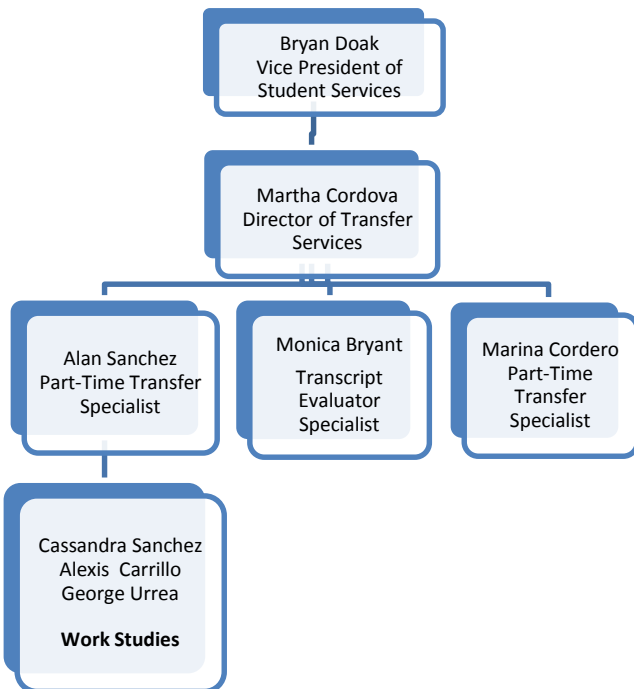 Bryan Doak
Vice President of
Student Services
Martha Cordova
Director of Transfer
Services
Alan Sanchez
Part-Time Transfer
Specialist
Monica Bryant
Transcript
Evaluator
Specialist
Marina Cordero
Part-Time
Transfer
Specialist
Cassandra Sanchez
Alexis Carrillo
George Urrea
Work Studies